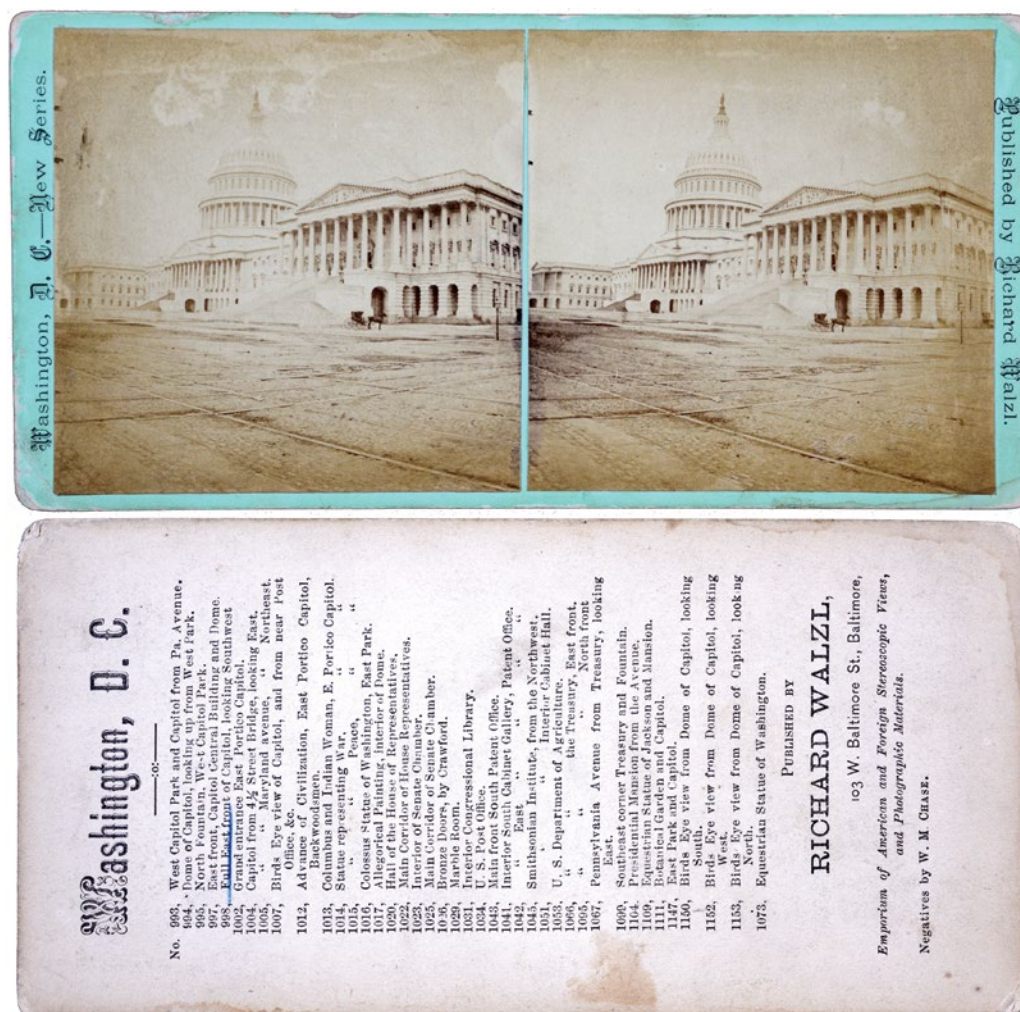 Washington, D. C.—New Series.
Published by Richard Walzl.
Washington, D. C.
—:o:—
No. 993, West Capitol Park and Capitol from Pa. Avenue.
994, Dome of Capitol, looking up from West Park.
995, North Fountain, West Capitol Park.
997, East front, Capitol Central Building and Dome.
998, Full East front of Capitol, looking Southwest
1002, Grand entrance East Portico Capitol.
1004, Capitol from 4½ Street Bridge, looking East.
1005, “ “ Maryland avenue, “ Northeast.
1007, Birds Eye view of Capitol, and from near Post
Office, &c.
1012, Advance of Civilization, East Portico Capitol,
Backwoodsmen.
1013, Columbus and Indian Woman, E. Portico Capitol.
1014, Statue representing War. “ “
1015, “ “ Peace, “ “
1016, Colossus Statue of Washington, East Park.
1017, Allegorical Painting, interior of Dome.
1020, Hall of the House of Representatives.
1022, Main Corridor of House Representatives.
1023, Interior of Senate Chamber.
1025, Main Corridor of Senate Chamber.
1026, Bronze Doors, by Crawford.
1029, Marble Room.
1031, Interior Congressional Library.
1034, U. S. Post Office.
1043, Main front South Patent Office.
1041, Interior South Cabinet Gallery, Patent Office.
1042, “ East “ “ “
1045, Smithsonian Institute, from the Northwest.
1051, “ “ Interior Cabinet Hall.
1053, U. S. Department of Agriculture.
1066, “ “ the Treasury, East front,
1095, “ “ “ North front
1067, Pennsylvania Avenue from Treasury, looking
East.
1099, Southeast corner Treasury and Fountain.
1164, Presidential Mansion from the Avenue.
1109, Equestrian Statue of Jackson and Mansion.
1111, Botanic Garden and Capitol.
1147, East Park and Capitol.
1150, Birds Eye view from Dome of Capitol, looking
South.
1152, Birds Eye view from Dome of Capitol, looking
West.
1153, Birds Eye view from Dome of Capitol, looking
North.
1073. Equestrian Statue of Washington.
PUBLISHED BY
RICHARD WALZL,
103 W. Baltimore St., Baltimore,
Emporium of American and Foreign Stereoscopic Views,
and Photographic Materials.
Negatives by W. M CHASE.